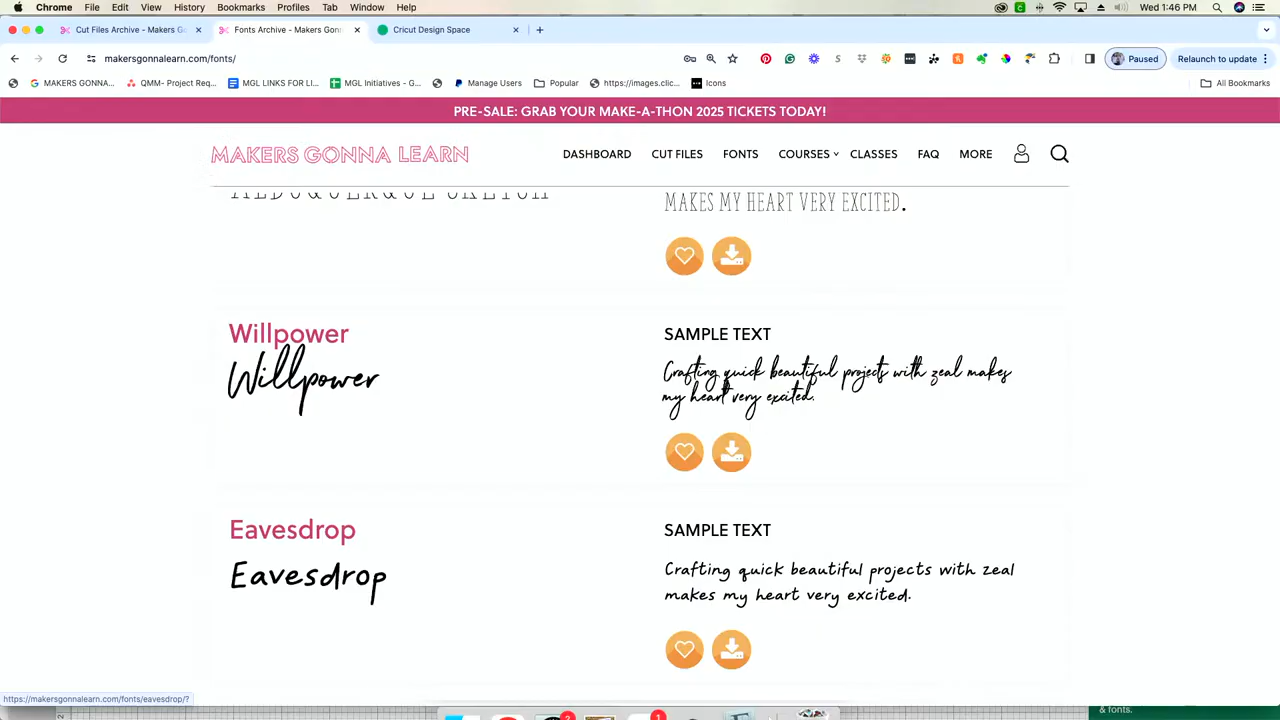 Chrome File Edit View History Bookmarks Profiles Tab Window Help Wed 1:46 PM
Cut Files Archive - Makers Go Fonts Archive - Makers Gonn Cricut Design Space
makersgonnalearn.com/fonts/ Paused Relaunch to update
MAKERS GONNA... QMM- Project Req... MGL LINKS FOR LI... MGL Initiatives - G... Manage Users Popular https://images.clic... Icons All Bookmarks
PRE-SALE: GRAB YOUR MAKE-A-THON 2025 TICKETS TODAY!
MAKERS GONNA LEARN DASHBOARD CUT FILES FONTS COURSES CLASSES FAQ MORE
MAKES MY HEART VERY EXCITED.
Willpower
Willpower
SAMPLE TEXT
Crafting quick beautiful projects with zeal makes
my heart very excited.
Eavesdrop
Eavesdrop
SAMPLE TEXT
Crafting quick beautiful projects with zeal
makes my heart very excited.
https://makersgonnalearn.com/fonts/eavesdrop/?
& fonts.